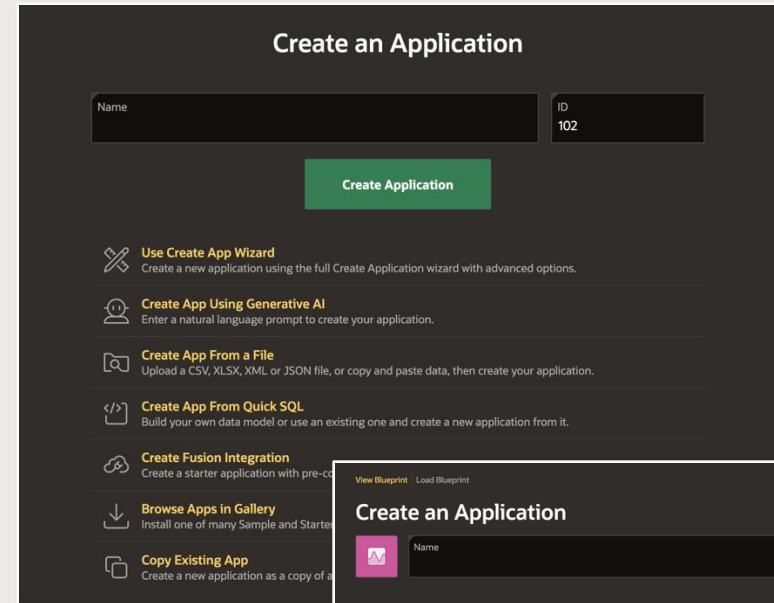 Create an Application
Name
ID
102
Create Application
Use Create App Wizard
Create a new application using the full Create Application wizard with advanced options.
Create App Using Generative AI
Enter a natural language prompt to create your application.
Create App From a File
Upload a CSV, XLSX, XML or JSON file, or copy and paste data, then create your application.
Create App From Quick SQL
Build your own data model or use an existing one and create a new application from it.
Create Fusion Integration
Create a starter application with
Browse Apps in Gallery
Install one of many Sample and
Copy Existing App
Create a new application as a copy of
View Blueprint Load Blueprint
Create an Application
Name